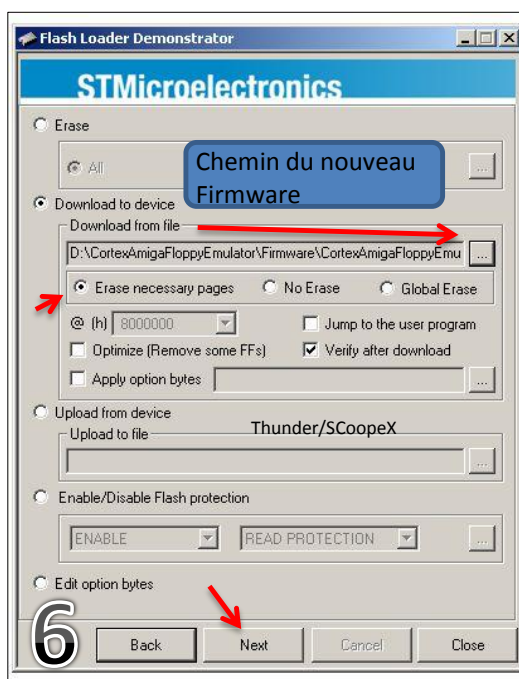 Flash Loader Demonstrator
STMicroelectronics
Erase
All
...
Chemin du nouveau
Firmware
Download to device
Download from file
D:\CortexAmigaFloppyEmulator\Firmware\CortexAmigaFloppyEmu
...
Erase necessary pages No Erase Global Erase
@ (h) 8000000 Jump to the user program
Optimize (Remove some FFs) Verify after download
Apply option bytes ...
Upload from device
Upload to file
Thunder/SCoopeX
...
Enable/Disable Flash protection
ENABLE READ PROTECTION ...
Edit option bytes
6
Back Next Cancel Close